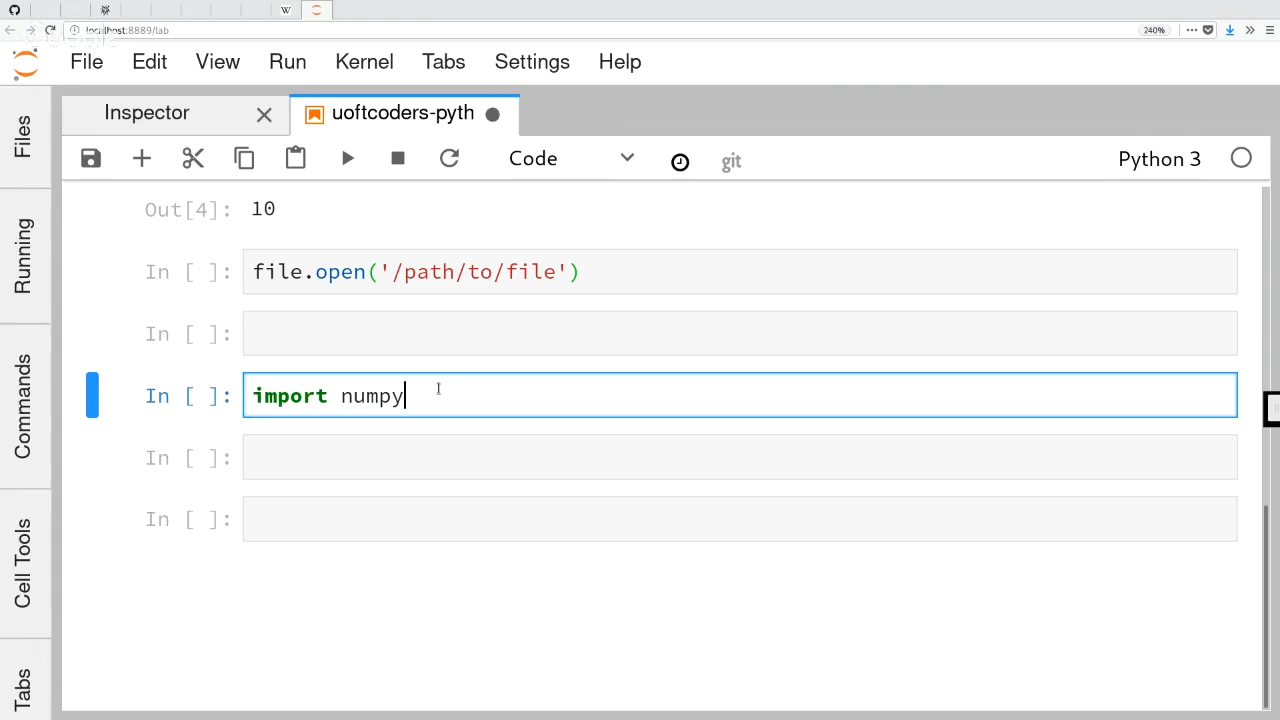 W
localhost:8889/lab
240%
File Edit View Run Kernel Tabs Settings Help
Inspector
uoftcoders-pyth
Code
git
Python 3
Files
Running
Commands
Cell Tools
Tabs
Out[4]: 10
In [ ]: file.open('/path/to/file')
In [ ]:
In [ ]: import numpy
In [ ]:
In [ ]: